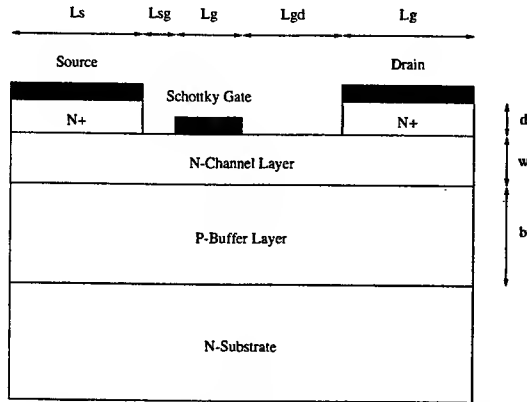 Ls Lsg Lg Lgd Lg
Source Drain
Schottky Gate
N+ N+ d
N-Channel Layer w
P-Buffer Layer b
N-Substrate